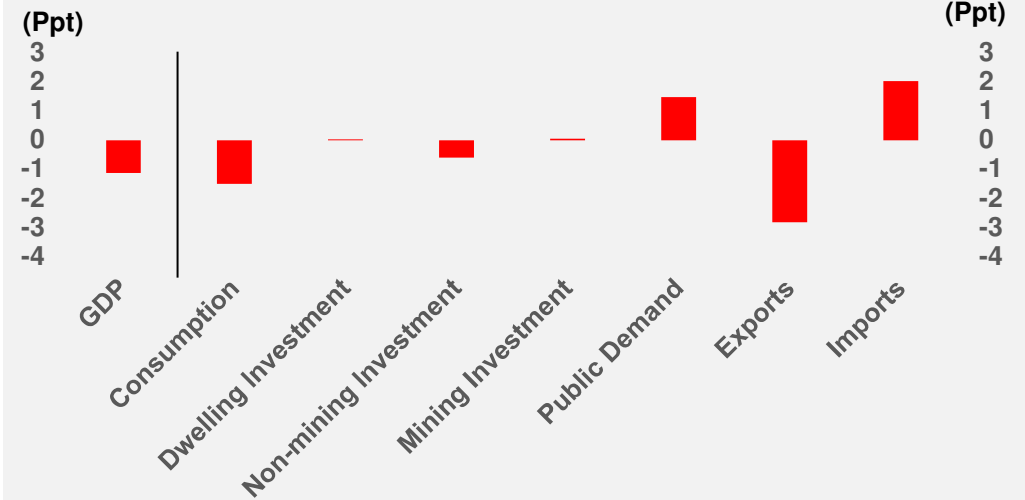 (Ppt)
(Ppt)
3
2
1
0
-1
-2
-3
-4
3
2
1
0
-1
-2
-3
-4
GDP
Consumption
Dwelling Investment
Non-mining Investment
Mining Investment
Public Demand
Exports
Imports